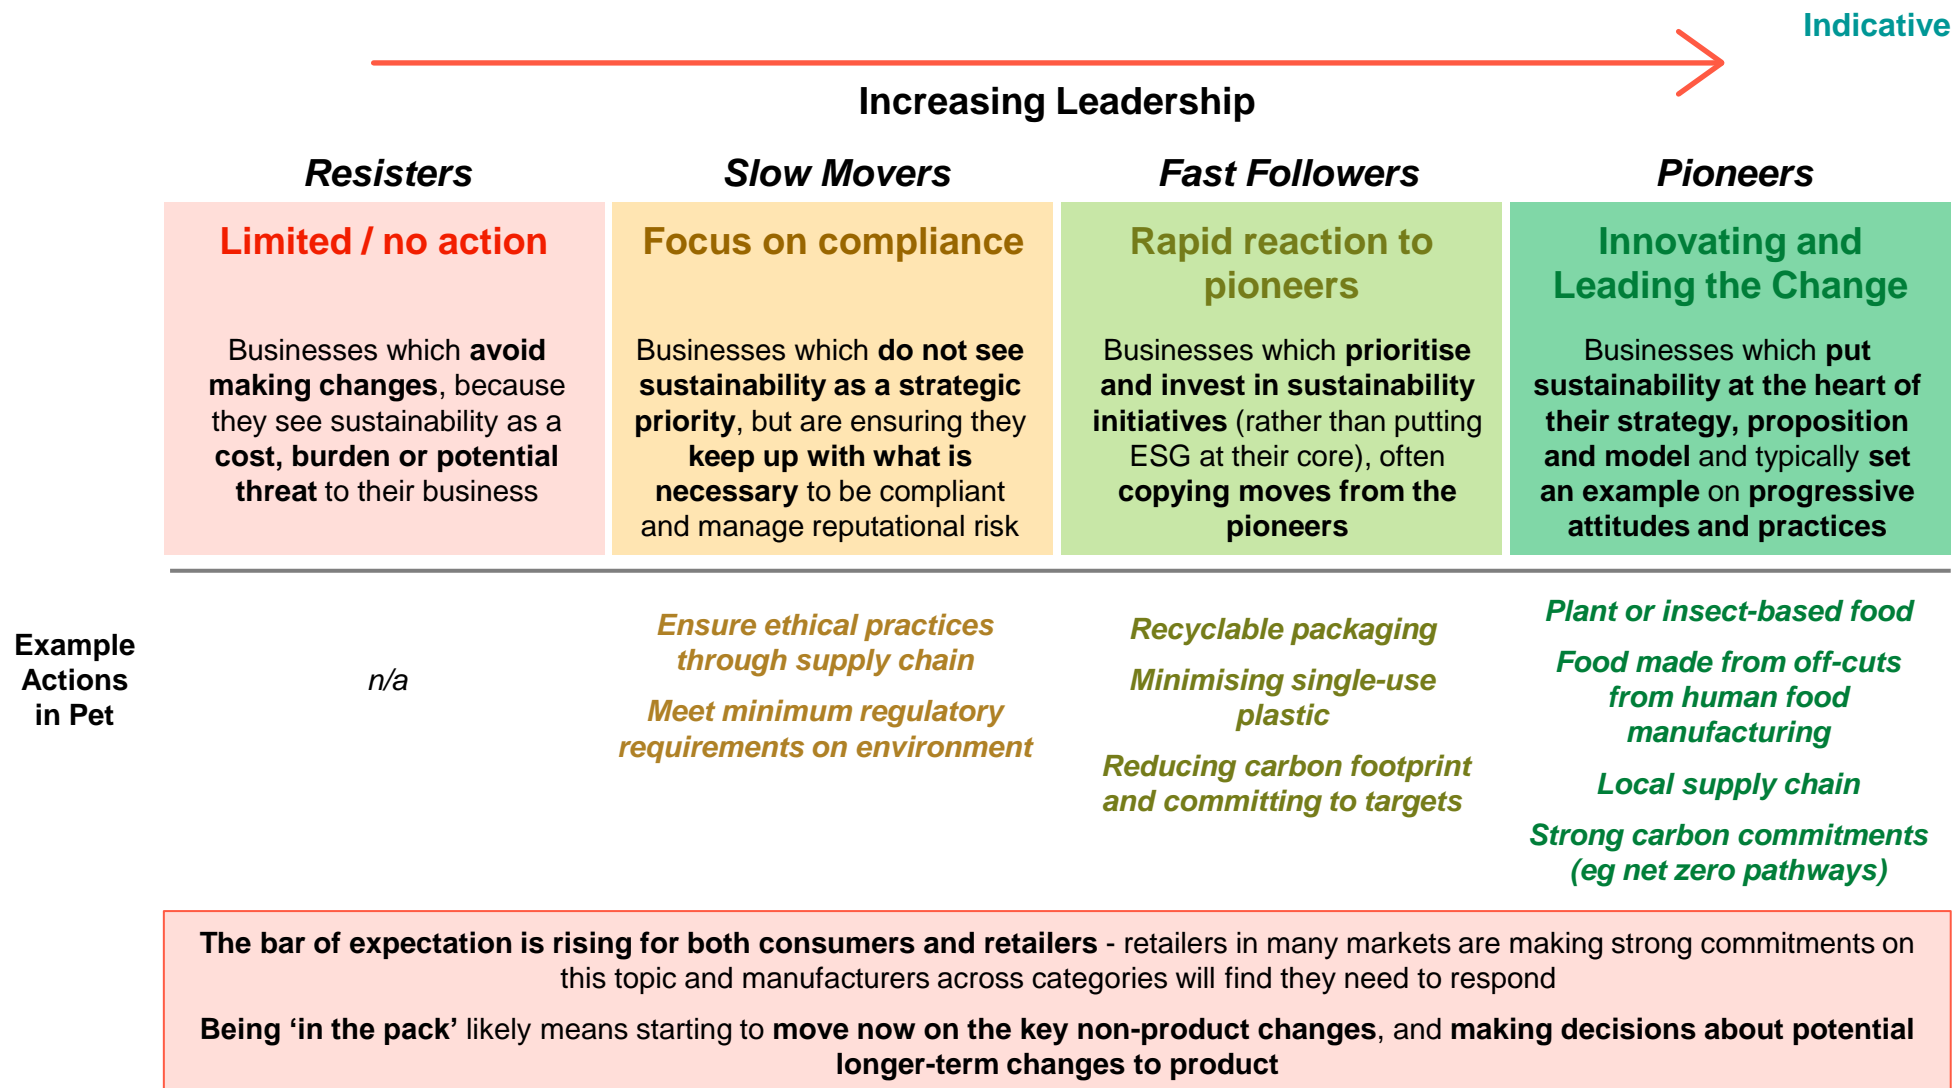 Indicative
Increasing Leadership
Resisters
Slow Movers
Fast Followers
Pioneers
Limited / no action
Businesses which avoid
making changes, because
they see sustainability as a
cost, burden or potential
threat to their business
Focus on compliance
Businesses which do not see
sustainability as a strategic
priority, but are ensuring they
keep up with what is
necessary to be compliant
and manage reputational risk
Rapid reaction to
pioneers
Businesses which prioritise
and invest in sustainability
initiatives (rather than putting
ESG at their core), often
copying moves from the
pioneers
Innovating and
Leading the Change
Businesses which put
sustainability at the heart of
their strategy, proposition
and model and typically set
an example on progressive
attitudes and practices
Example
Actions
in Pet
n/a
Ensure ethical practices
through supply chain
Meet minimum regulatory
requirements on environment
Recyclable packaging
Minimising single-use
plastic
Reducing carbon footprint
and committing to targets
Plant or insect-based food
Food made from off-cuts
from human food
manufacturing
Local supply chain
Strong carbon commitments
(eg net zero pathways)
The bar of expectation is rising for both consumers and retailers - retailers in many markets are making strong commitments on
this topic and manufacturers across categories will find they need to respond
Being ‘in the pack’ likely means starting to move now on the key non-product changes, and making decisions about potential
longer-term changes to product